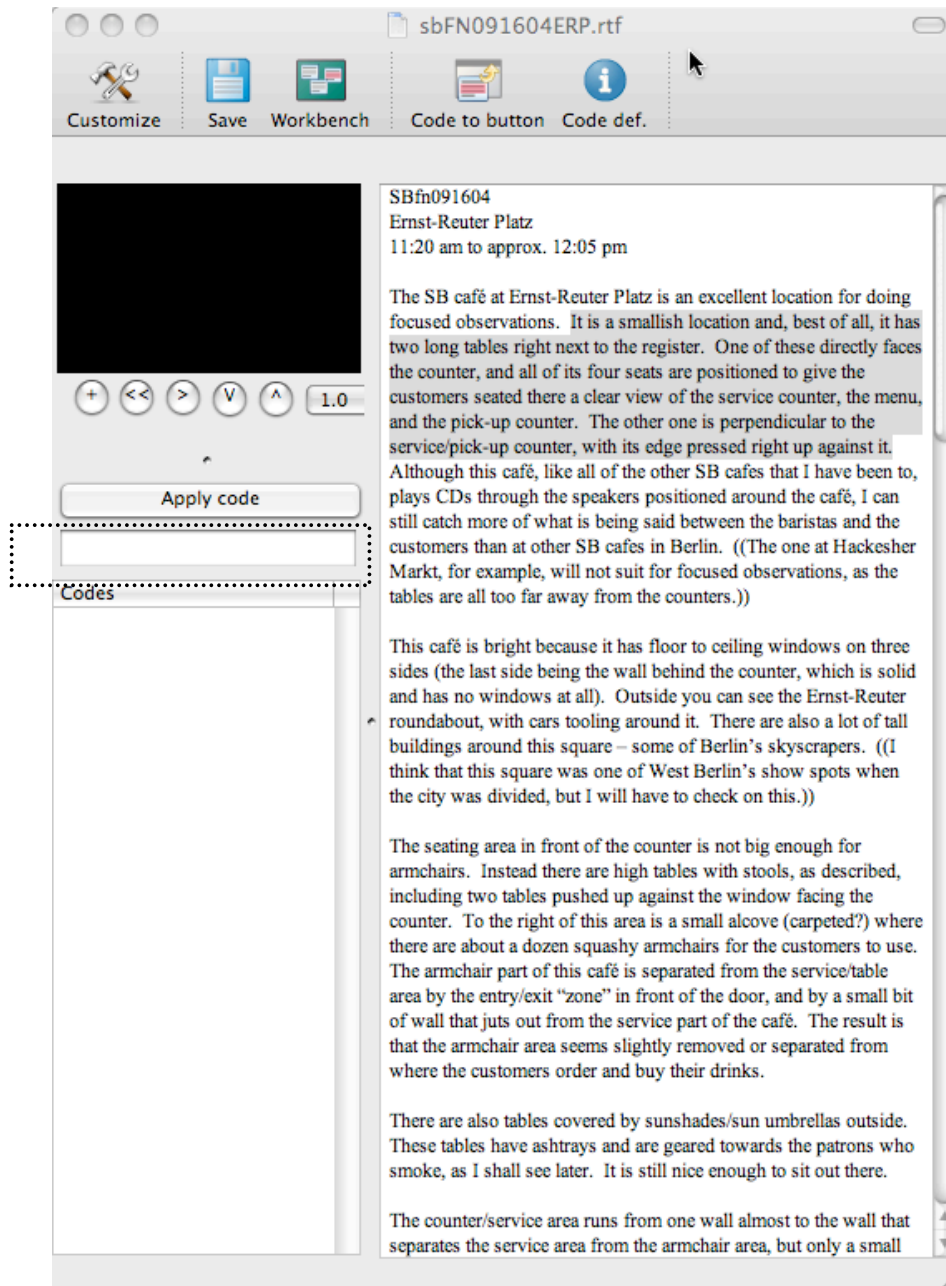 sbFN091604ERP.rtf
Customize Save Workbench Code to button Code def.
+ << > V ^ 1.0
Apply code
Codes
SBfn091604
Ernst-Reuter Platz
11:20 am to approx. 12:05 pm
The SB café at Ernst-Reuter Platz is an excellent location for doing
focused observations.  It is a smallish location and, best of all, it has
two long tables right next to the register.  One of these directly faces
the counter, and all of its four seats are positioned to give the
customers seated there a clear view of the service counter, the menu,
and the pick-up counter.  The other one is perpendicular to the
service/pick-up counter, with its edge pressed right up against it.
Although this café, like all of the other SB cafes that I have been to,
plays CDs through the speakers positioned around the café, I can
still catch more of what is being said between the baristas and the
customers than at other SB cafes in Berlin.  ((The one at Hackesher
Markt, for example, will not suit for focused observations, as the
tables are all too far away from the counters.))
This café is bright because it has floor to ceiling windows on three
sides (the last side being the wall behind the counter, which is solid
and has no windows at all).  Outside you can see the Ernst-Reuter
roundabout, with cars tooling around it.  There are also a lot of tall
buildings around this square – some of Berlin's skyscrapers.  ((I
think that this square was one of West Berlin's show spots when
the city was divided, but I will have to check on this.))
The seating area in front of the counter is not big enough for
armchairs.  Instead there are high tables with stools, as described,
including two tables pushed up against the window facing the
counter.  To the right of this area is a small alcove (carpeted?) where
there are about a dozen squashy armchairs for the customers to use.
The armchair part of this café is separated from the service/table
area by the entry/exit “zone” in front of the door, and by a small bit
of wall that juts out from the service part of the café.  The result is
that the armchair area seems slightly removed or separated from
where the customers order and buy their drinks.
There are also tables covered by sunshades/sun umbrellas outside.
These tables have ashtrays and are geared towards the patrons who
smoke, as I shall see later.  It is still nice enough to sit out there.
The counter/service area runs from one wall almost to the wall that
separates the service area from the armchair area, but only a small